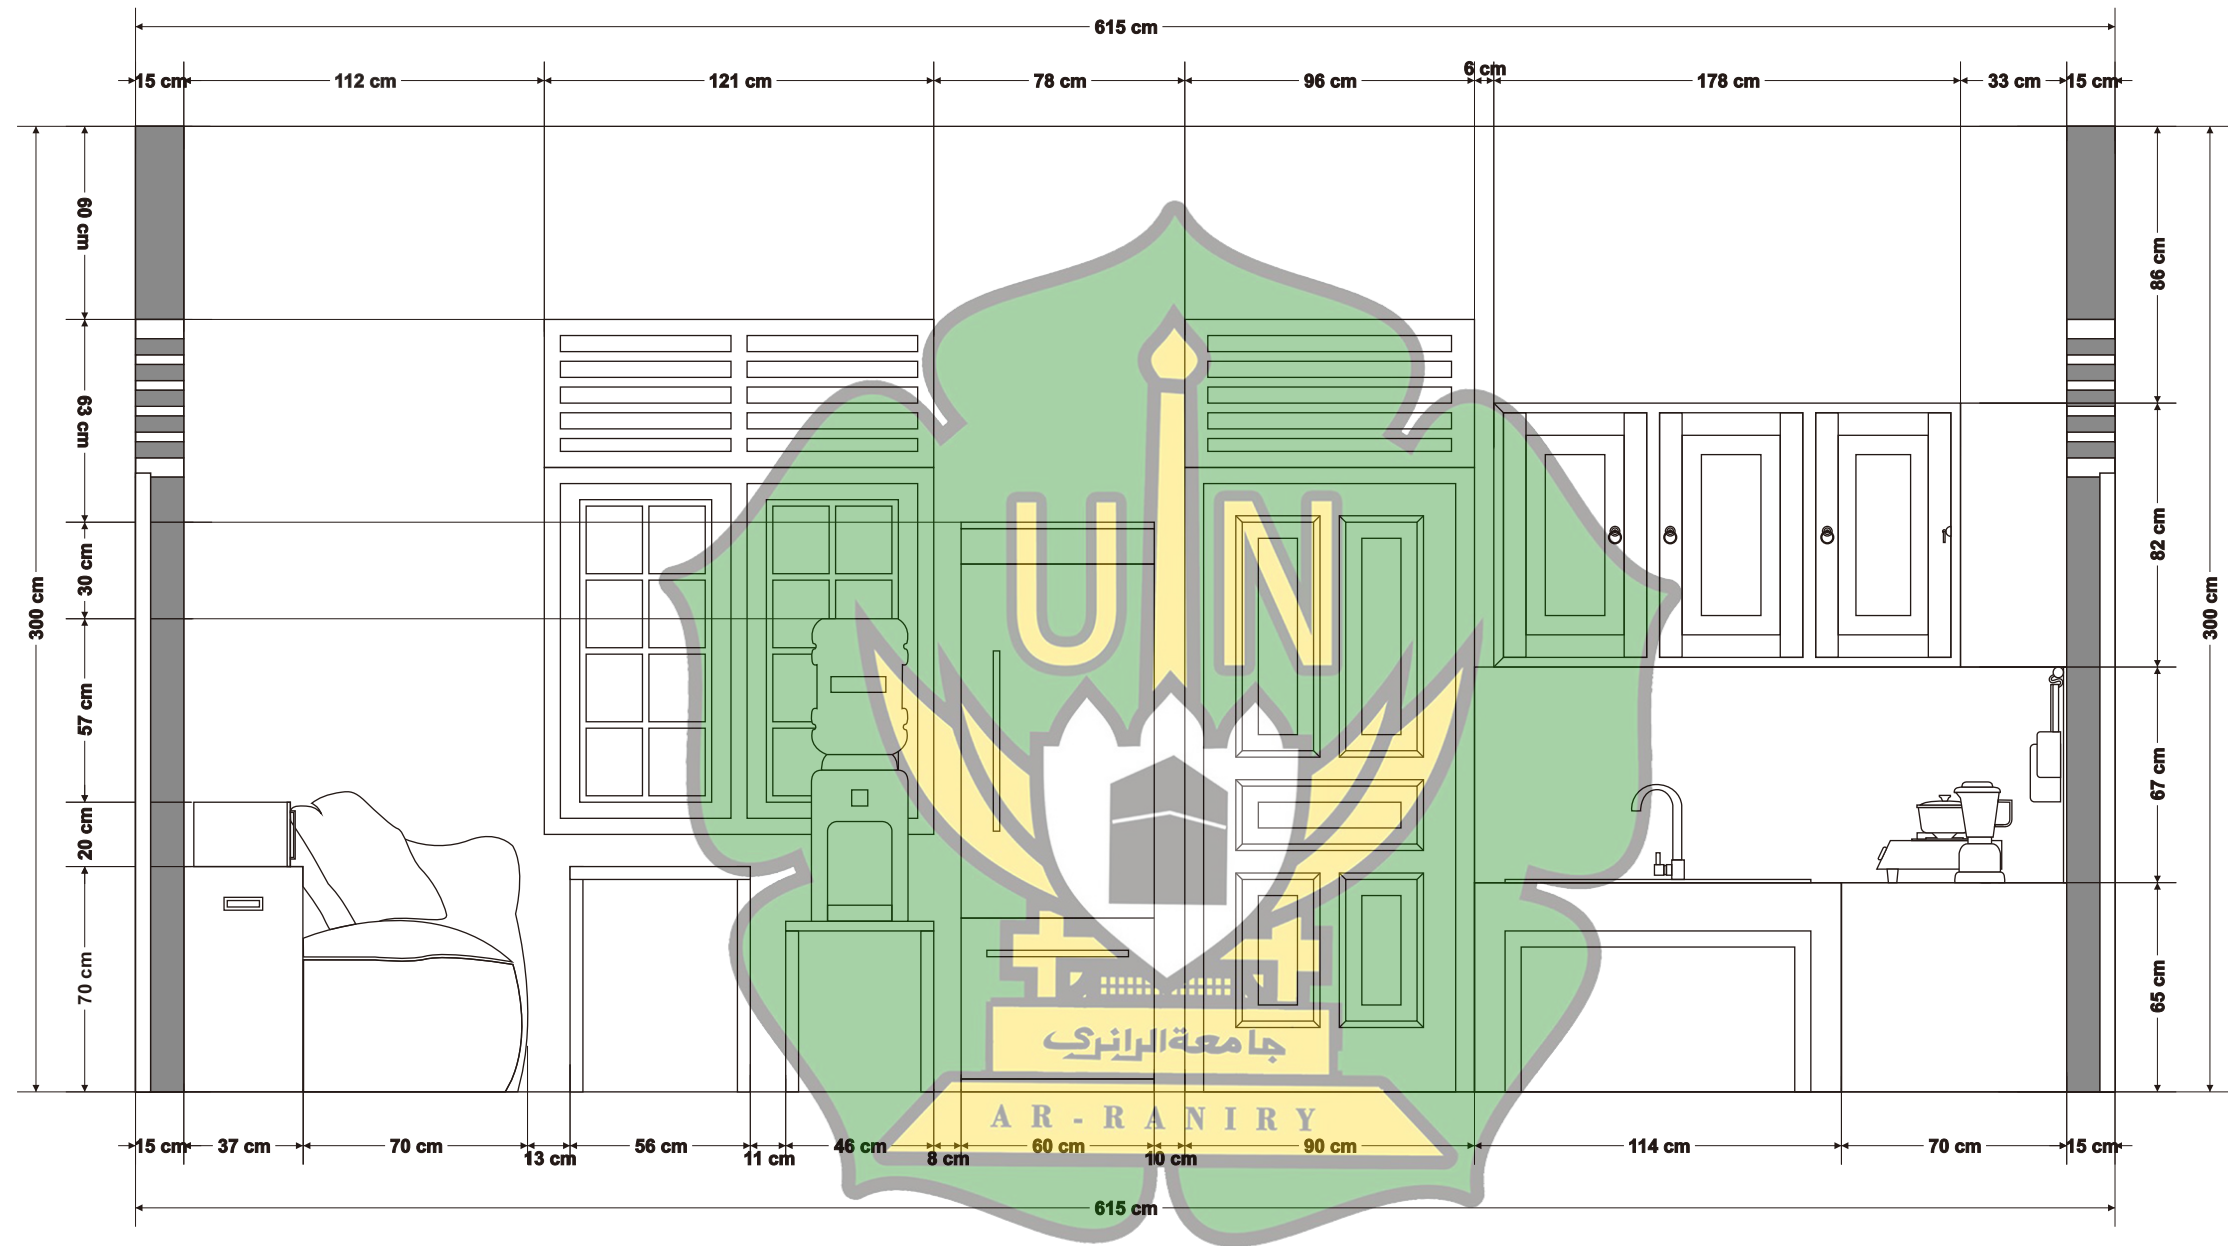 615 cm
15 cm
112 cm
121 cm
78 cm
96 cm
6 cm
178 cm
33 cm
15 cm
60 cm
63 cm
30 cm
57 cm
20 cm
70 cm
300 cm
86 cm
82 cm
67 cm
65 cm
300 cm
UIN
جامعة الرانري
AR-RANIRY
15 cm
37 cm
70 cm
13 cm
56 cm
11 cm
46 cm
8 cm
60 cm
10 cm
90 cm
114 cm
70 cm
15 cm
615 cm